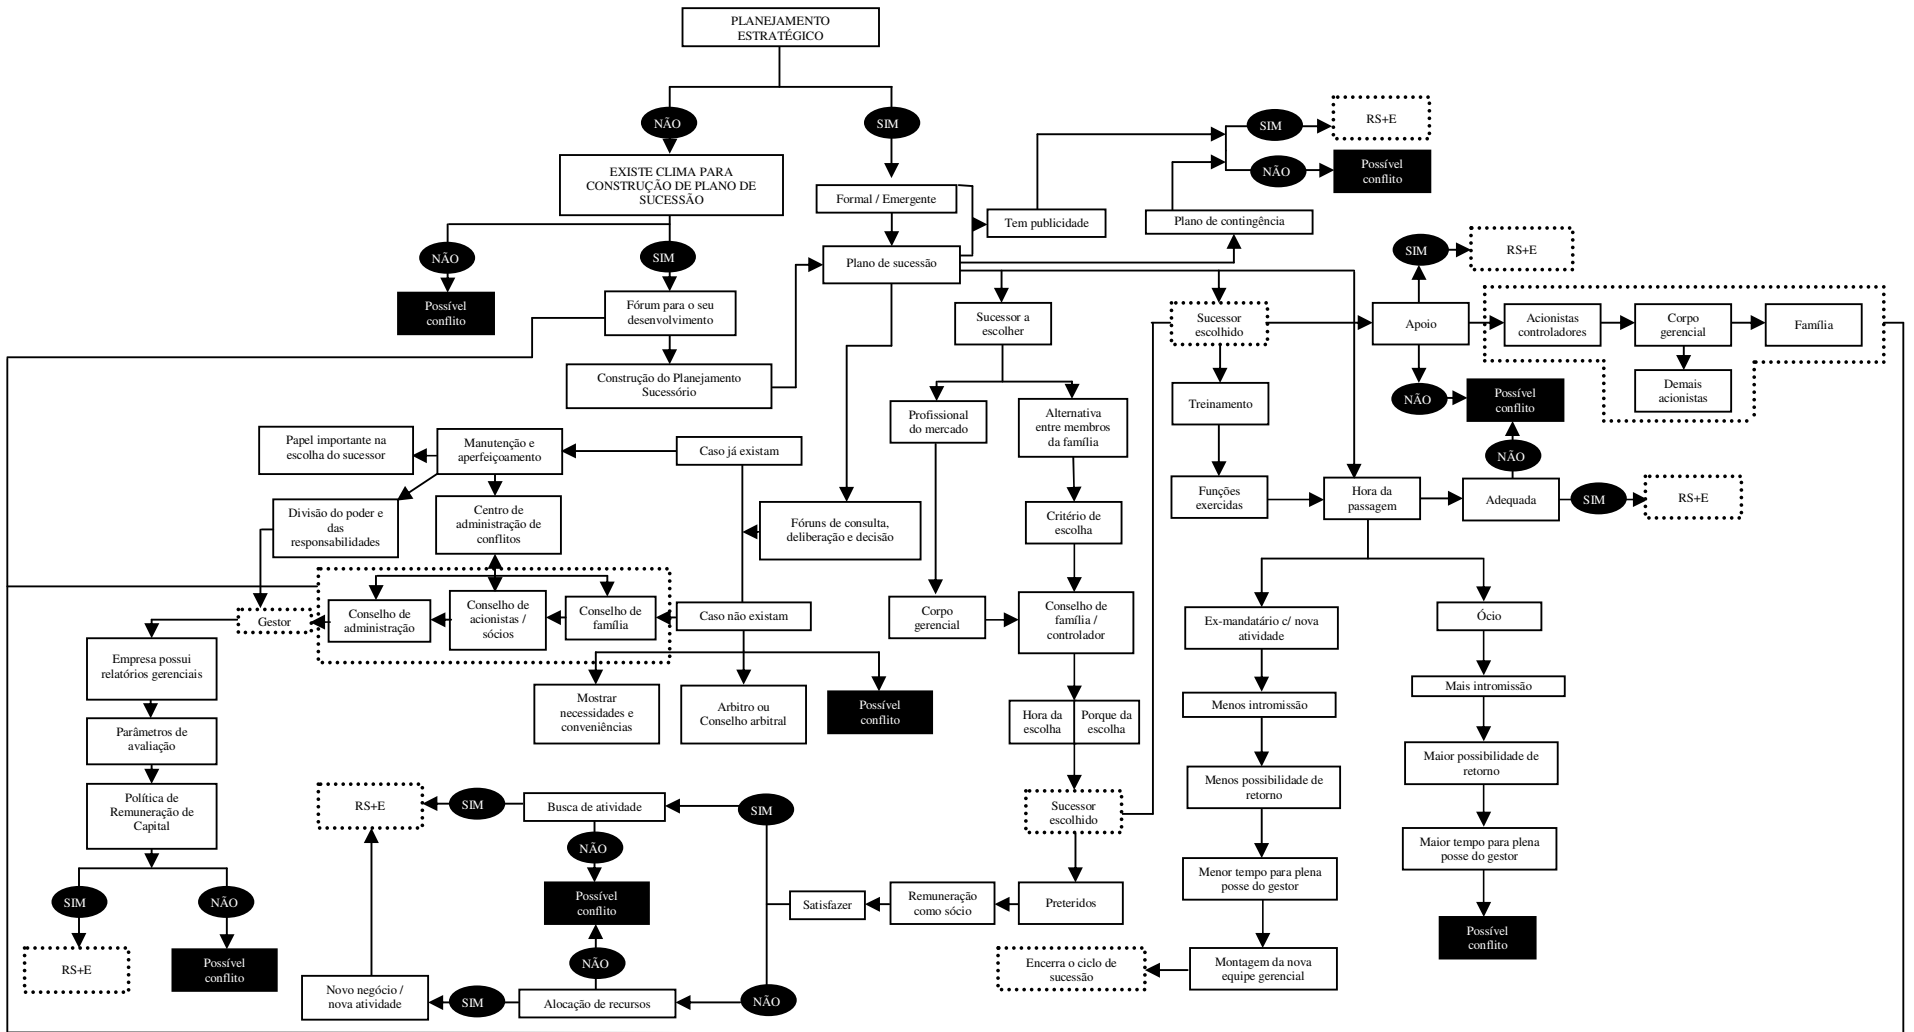 PLANEJAMENTO
ESTRATÉGICO
NÃO
SIM
SIM
RS+E
NÃO
Possível
conflito
EXISTE CLIMA PARA
CONSTRUÇÃO DE PLANO DE
SUCESSÃO
Formal / Emergente
Tem publicidade
Plano de contingência
NÃO
SIM
Plano de sucessão
SIM
RS+E
Possível
conflito
Fórum para o seu
desenvolvimento
Sucessor a
escolher
Sucessor
escolhido
Apoio
Acionistas
controladores
Corpo
gerencial
Família
Construção do Planejamento
Sucessório
Demais
acionistas
NÃO
Possível
conflito
Treinamento
Profissional
do mercado
Alternativa
entre membros
da família
Papel importante na
escolha do sucessor
Manutenção e
aperfeiçoamento
Caso já existam
NÃO
Divisão do poder e
das
responsabilidades
Centro de
administração de
conflitos
Fóruns de consulta,
deliberação e decisão
Critério de
escolha
Funções
exercidas
Hora da
passagem
Adequada
SIM
RS+E
Gestor
Conselho de
administração
Conselho de
acionistas /
sócios
Conselho de
família
Caso não existam
Corpo
gerencial
Conselho de
família /
controlador
Ex-mandatário c/ nova
atividade
Ócio
Empresa possui
relatórios gerenciais
Mostrar
necessidades e
conveniências
Arbitro ou
Conselho arbitral
Possível
conflito
Hora da
escolha
Porque da
escolha
Menos intromissão
Mais intromissão
Parâmetros de
avaliação
Menos possibilidade de
retorno
Maior possibilidade de
retorno
Política de
Remuneração de
Capital
RS+E
SIM
Busca de atividade
SIM
Sucessor
escolhido
NÃO
Menor tempo para plena
posse do gestor
Maior tempo para plena
posse do gestor
SIM
NÃO
Possível
conflito
Satisfazer
Remuneração
como sócio
Preteridos
Possível
conflito
RS+E
Possível
conflito
NÃO
Encerra o ciclo de
sucessão
Montagem da nova
equipe gerencial
Novo negócio /
nova atividade
SIM
Alocação de recursos
NÃO